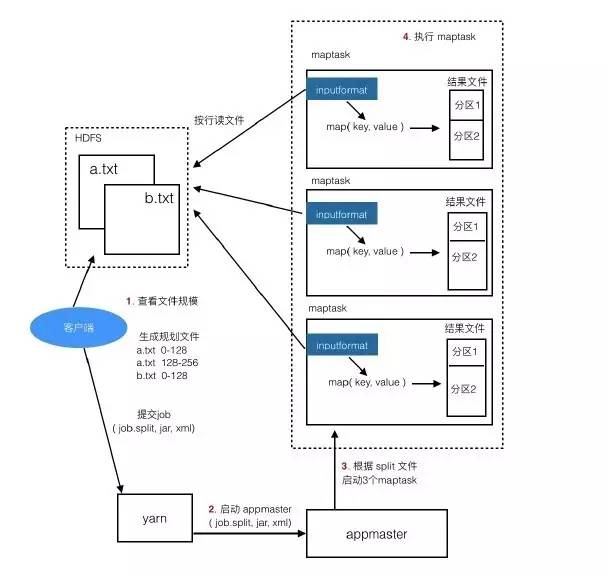 4. 执行 maptask
maptask
结果文件
inputformat
分区1
按行读文件
map( key, value )
分区2
HDFS
a.txt
b.txt
maptask
结果文件
inputformat
分区1
map( key, value )
分区2
1. 查看文件规模
maptask
客户端
结果文件
生成规划文件
inputformat
分区1
a.txt 0-128
a.txt 128-256
map( key, value )
分区2
b.txt 0-128
提交job
( job.split, jar, xml)
3. 根据 split 文件
启动3个maptask
2. 启动 appmaster
( job.split, jar, xml)
yarn
appmaster